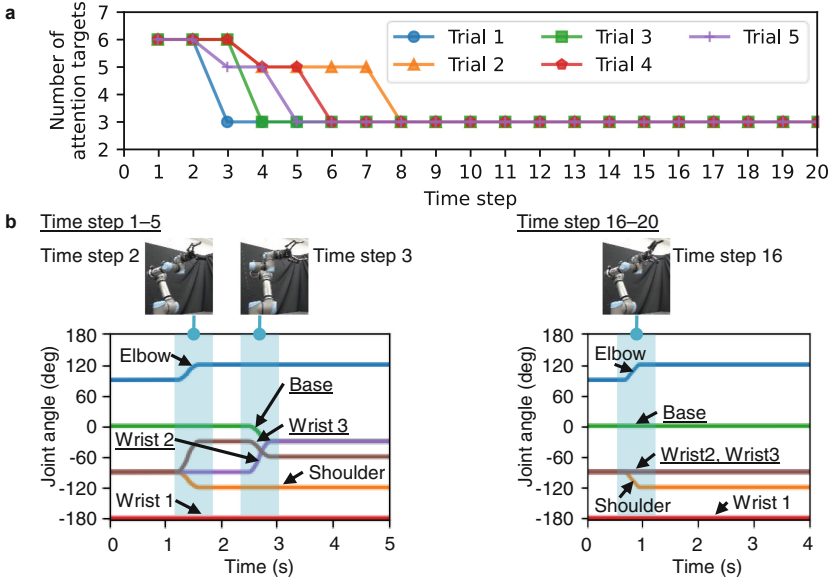 a
Number of
attention targets
7
6
5
4
3
2
Trial 1
Trial 2
Trial 3
Trial 4
Trial 5
0 1 2 3 4 5 6 7 8 9 10 11 12 13 14 15 16 17 18 19 20
Time step
b
Time step 1–5
Time step 2
Time step 3
Joint angle (deg)
180
120
60
0
-60
-120
-180
Elbow
Base
Wrist 3
Wrist 2
Shoulder
Wrist 1
0 1 2 3 4 5
Time (s)
Time step 16–20
Time step 16
Joint angle (deg)
180
120
60
0
-60
-120
-180
Elbow
Base
Wrist2, Wrist3
Shoulder
Wrist 1
0 1 2 3 4
Time (s)